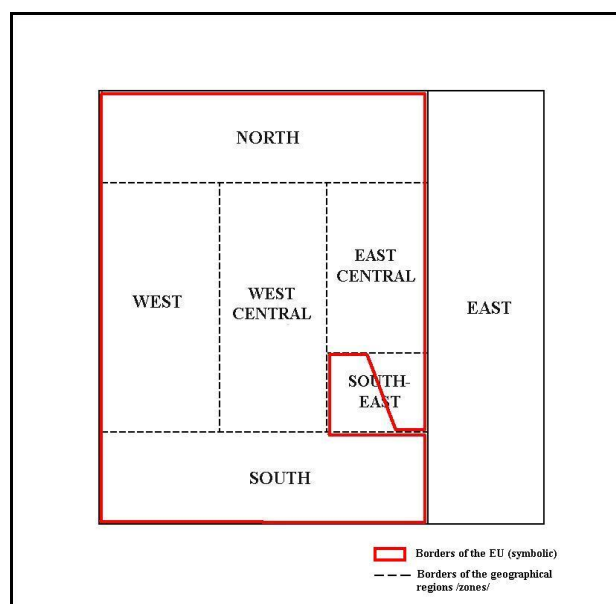 NORTH
EAST
CENTRAL
WEST
WEST
CENTRAL
EAST
SOUTH-
EAST
SOUTH
Borders of the EU (symbolic)
Borders of the geographical
regions /zones/